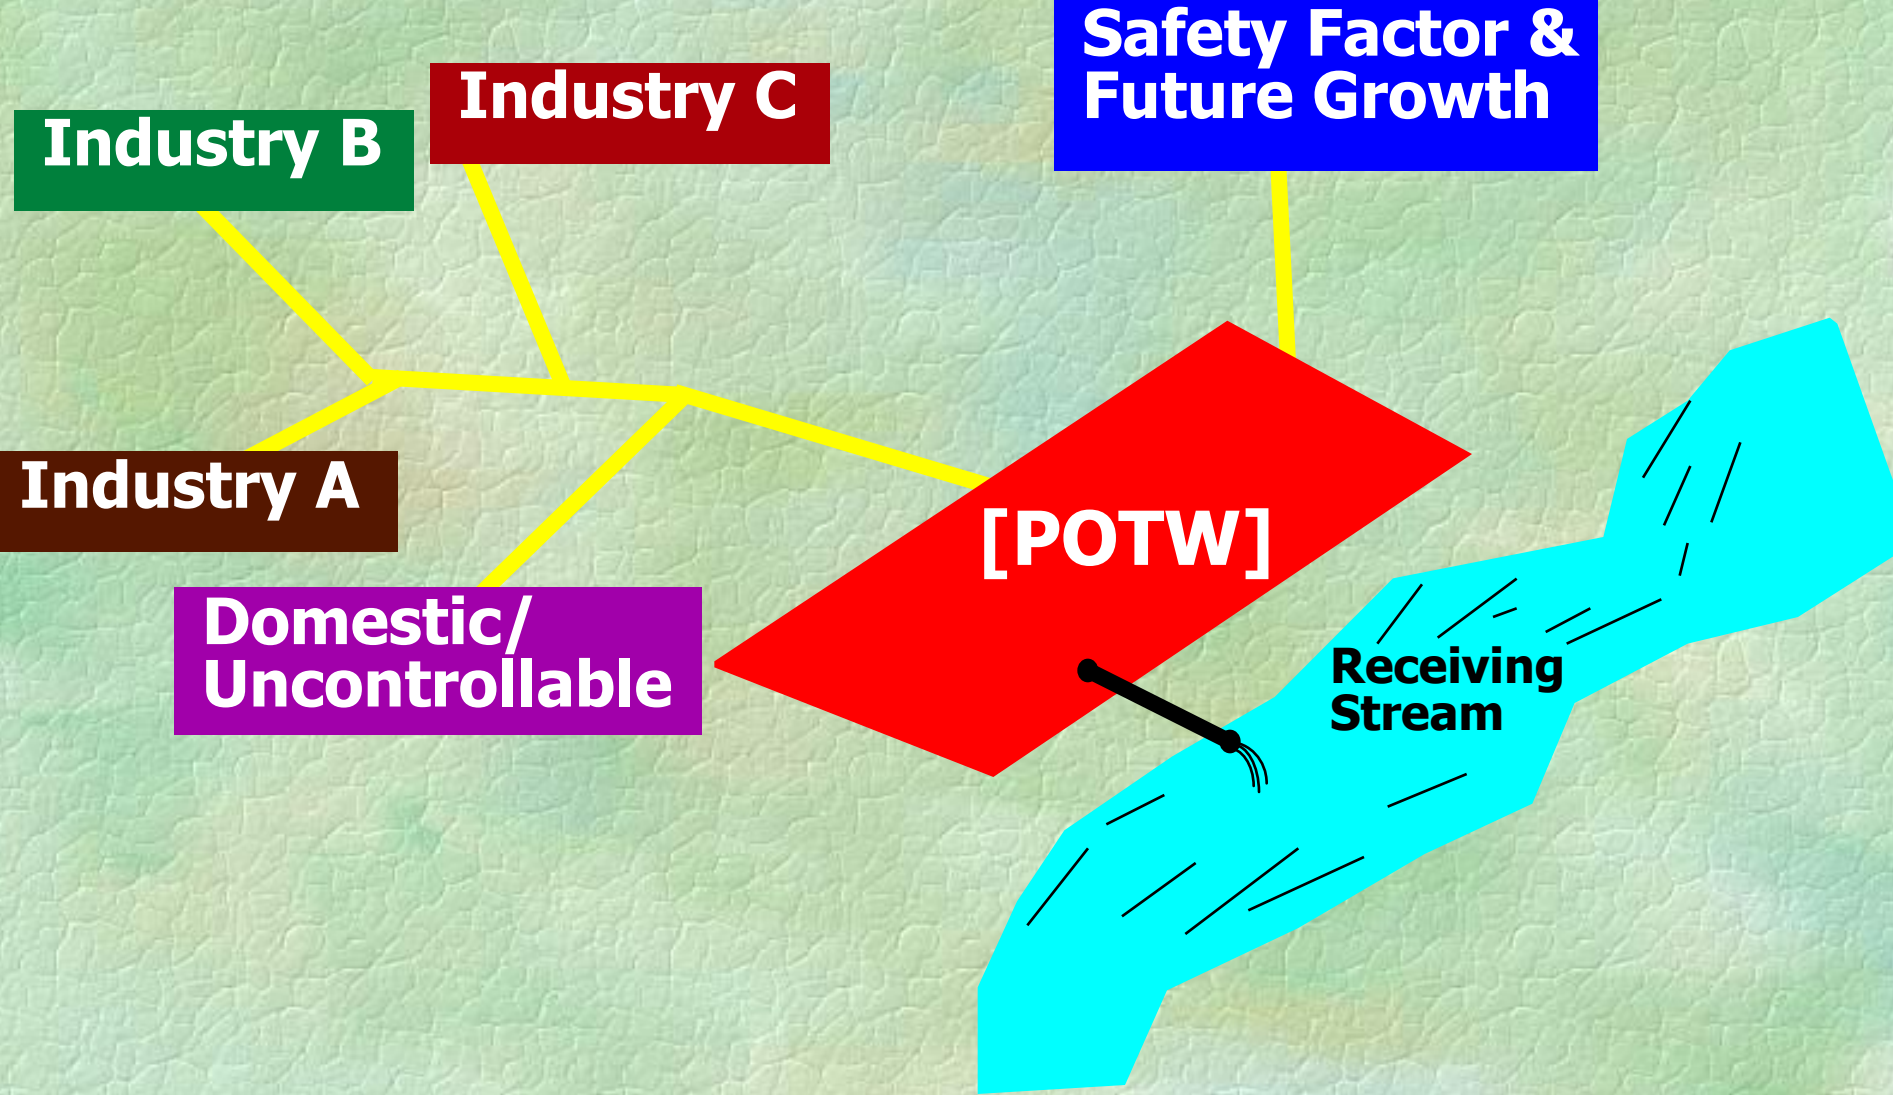 Safety Factor &
Future Growth
Industry C
Industry B
Industry A
[POTW]
Domestic/
Uncontrollable
Receiving
Stream